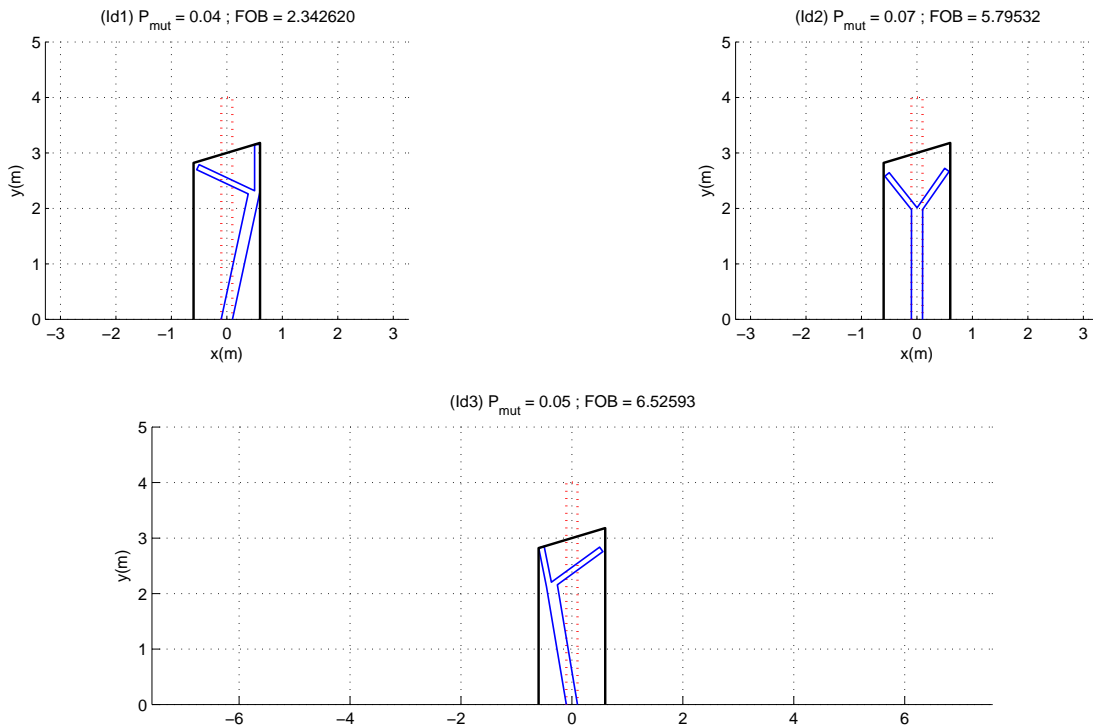 (Id1) P_mut = 0.04 ; FOB = 2.342620
(Id2) P_mut = 0.07 ; FOB = 5.79532
5
4
3
2
1
0
y(m)
−3 −2 −1 0 1 2 3
x(m)
5
4
3
2
1
0
y(m)
−3 −2 −1 0 1 2 3
x(m)
(Id3) P_mut = 0.05 ; FOB = 6.52593
5
4
3
2
1
0
y(m)
−6 −4 −2 0 2 4 6